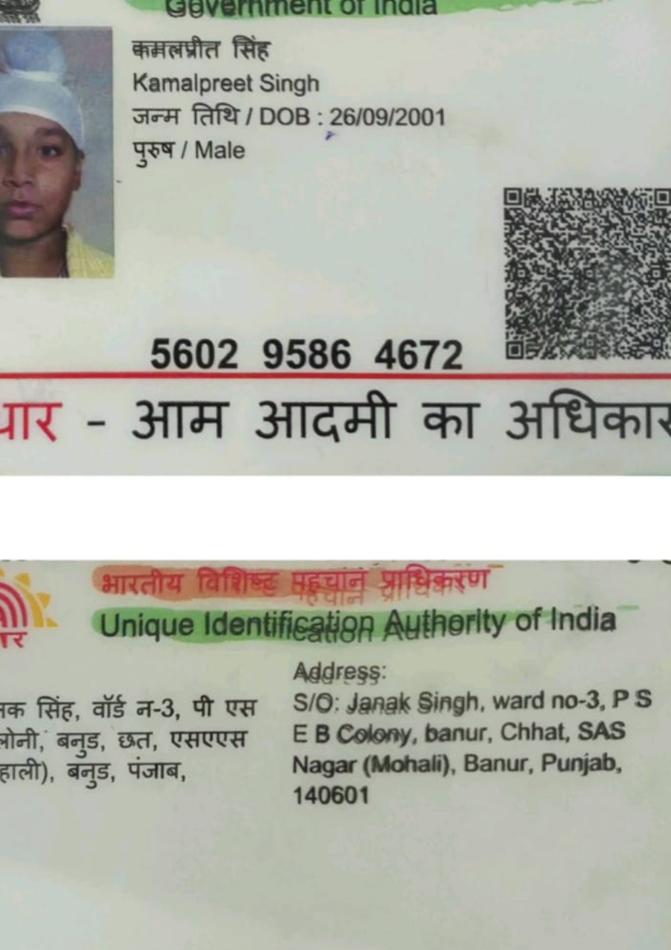 Government of India
कमलप्रीत सिंह
Kamalpreet Singh
जन्म तिथि / DOB : 26/09/2001
पुरुष / Male
5602 9586 4672
- आम आदमी का अधिकार
भारतीय विशिष्ट पहचान प्राधिकरण
Unique Identification Authority of India
Address:
S/O: Janak Singh, ward no-3, P S
E B Colony, banur, Chhat, SAS
Nagar (Mohali), Banur, Punjab,
140601
सिंह, वॉर्ड न-3, पी एस
बनुड, छत, एसएएस
बनुड, पंजाब,